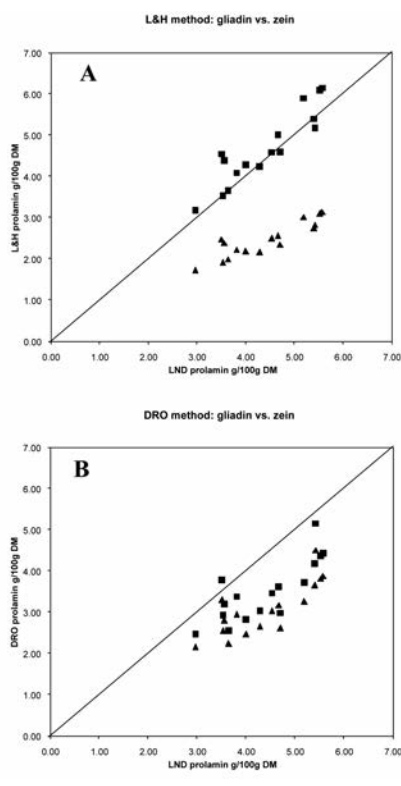 L&H method: gliadin vs. zein
A
7.00
6.00
5.00
4.00
3.00
2.00
1.00
0.00
L&H prolamin g/100g DM
0.00 1.00 2.00 3.00 4.00 5.00 6.00 7.00
LND prolamin g/100g DM
DRO method: gliadin vs. zein
B
7.00
6.00
5.00
4.00
3.00
2.00
1.00
0.00
DRO prolamin g/100g DM
0.00 1.00 2.00 3.00 4.00 5.00 6.00 7.00
LND prolamin g/100g DM